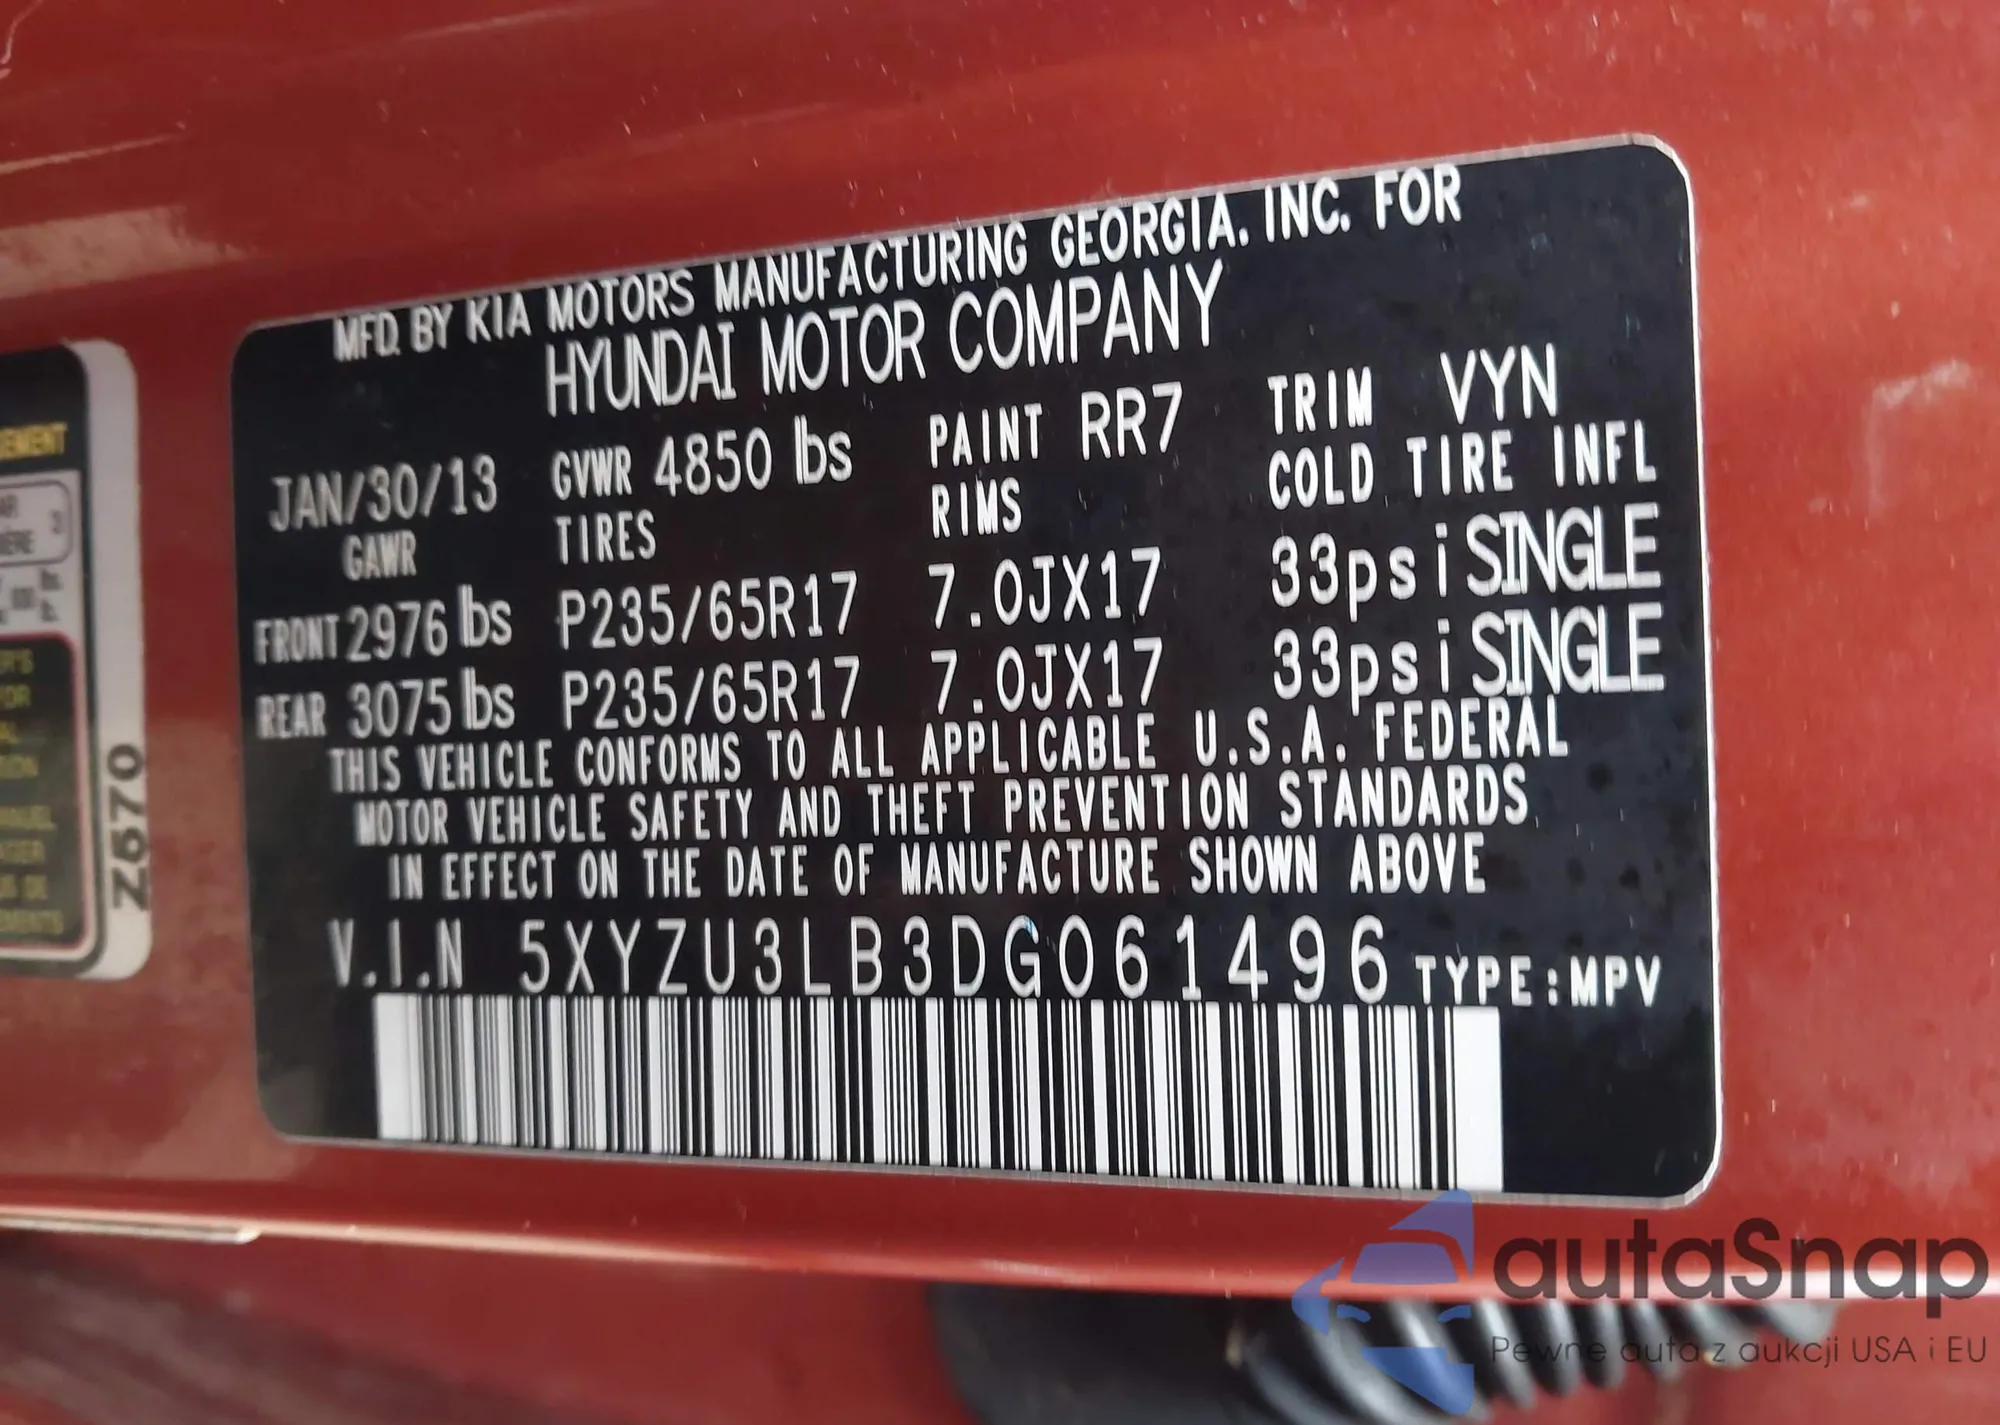 MFD. BY KIA MOTORS MANUFACTURING GEORGIA, INC. FOR
HYUNDAI MOTOR COMPANY
JAN/30/13 GVWR 4850 lbs PAINT RR7 TRIM VYN
GAWR TIRES RIMS COLD TIRE INFL
FRONT 2976 lbs P235/65R17 7.0JX17 33psi SINGLE
REAR 3075 lbs P235/65R17 7.0JX17 33psi SINGLE
THIS VEHICLE CONFORMS TO ALL APPLICABLE U.S.A. FEDERAL
MOTOR VEHICLE SAFETY AND THEFT PREVENTION STANDARDS
IN EFFECT ON THE DATE OF MANUFACTURE SHOWN ABOVE
V.I.N 5XYZU3LB3DG061496 TYPE:MPV
Z670
autaSnap
Pewne auta z aukcji USA i EU